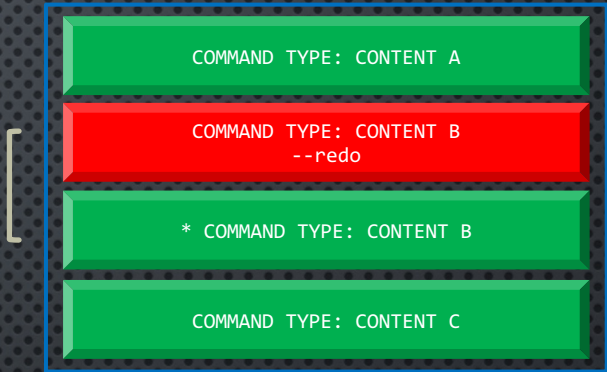 COMMAND TYPE: CONTENT A
COMMAND TYPE: CONTENT B
--redo
* COMMAND TYPE: CONTENT B
COMMAND TYPE: CONTENT C